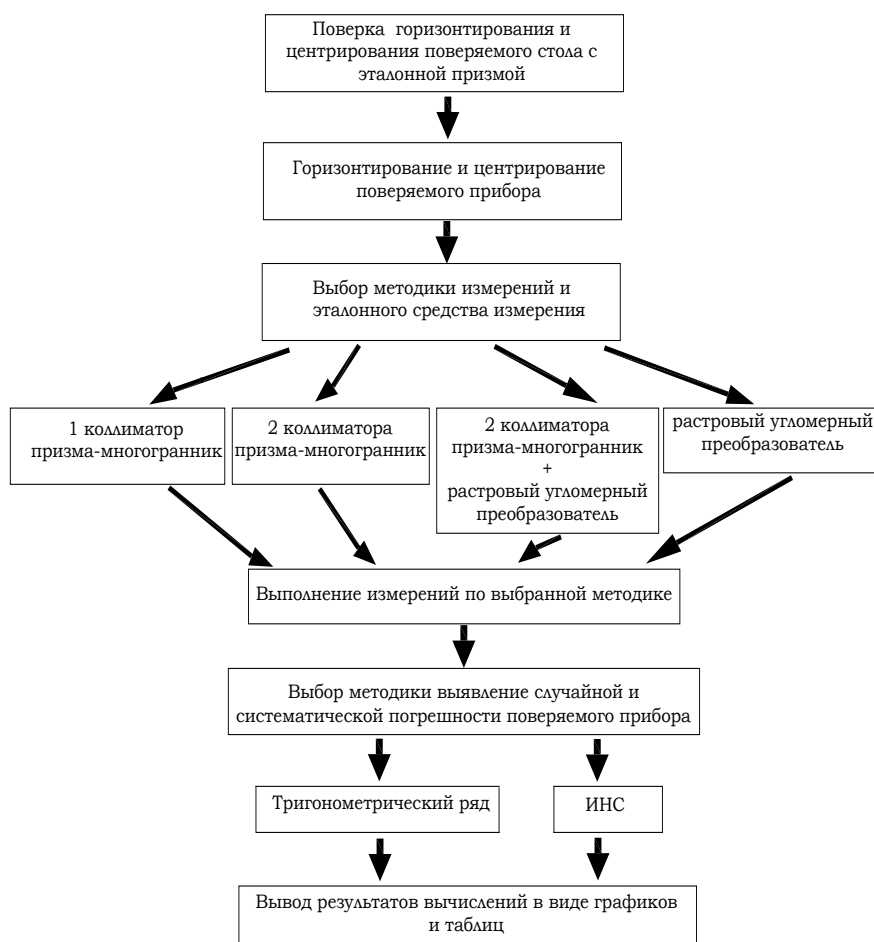 Поверка горизонтирования и
центрирования поверяемого стола с
эталонной призмой
Горизонтирование и центрирование
поверяемого прибора
Выбор методики измерений и
эталонного средства измерения
1 коллиматор
призма-многогранник
2 коллиматора
призма-многогранник
2 коллиматора
призма-многогранник
+
растровый угломерный
преобразователь
растровый угломерный
преобразователь
Выполнение измерений по выбранной методике
Выбор методики выявление случайной и
систематической погрешности поверяемого прибора
Тригонометрический ряд
ИНС
Вывод результатов вычислений в виде графиков
и таблиц